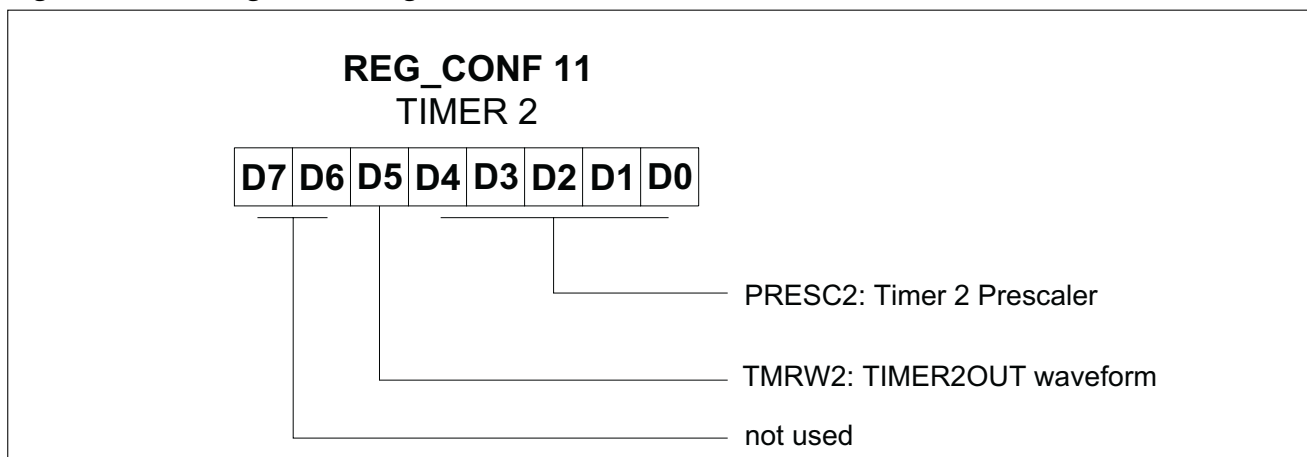 REG_CONF 11
TIMER 2
D7 D6 D5 D4 D3 D2 D1 D0
PRESC2: Timer 2 Prescaler
TMRW2: TIMER2OUT waveform
not used